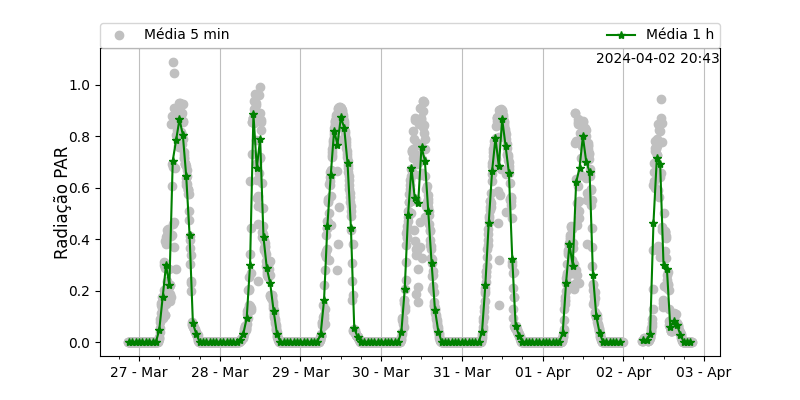 Média 5 min
Média 1 h
2024-04-02 20:43
Radiação PAR
1.0
0.8
0.6
0.4
0.2
0.0
27 - Mar
28 - Mar
29 - Mar
30 - Mar
31 - Mar
01 - Apr
02 - Apr
03 - Apr